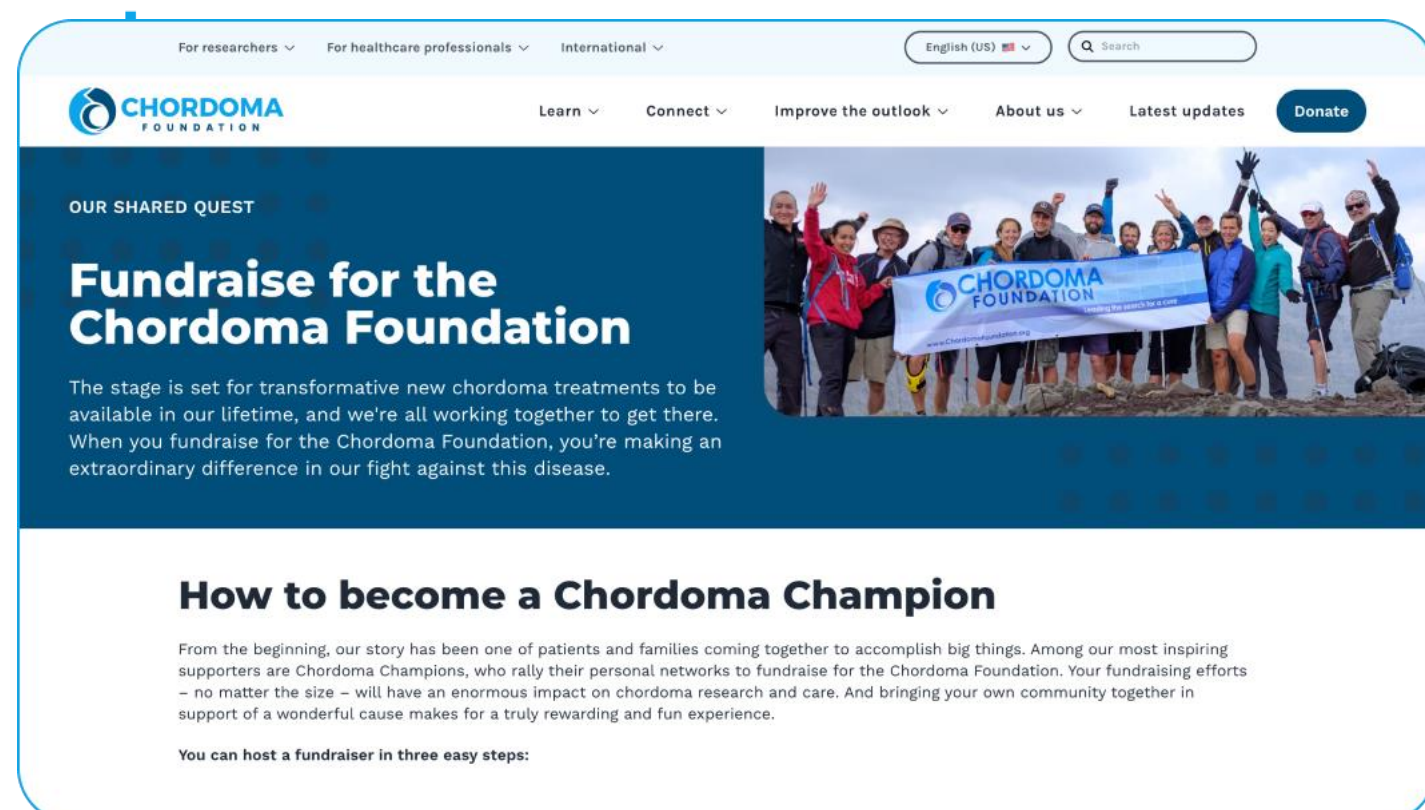 For researchers
For healthcare professionals
International
English (US)
Search
CHORDOMA
FOUNDATION
Learn
Connect
Improve the outlook
About us
Latest updates
Donate
OUR SHARED QUEST
Fundraise for the
Chordoma Foundation
The stage is set for transformative new chordoma treatments to be
available in our lifetime, and we're all working together to get there.
When you fundraise for the Chordoma Foundation, you’re making an
extraordinary difference in our fight against this disease.
CHORDOMA
FOUNDATION
Leading the search for a cure
www.ChordomaFoundation.org
How to become a Chordoma Champion
From the beginning, our story has been one of patients and families coming together to accomplish big things. Among our most inspiring
supporters are Chordoma Champions, who rally their personal networks to fundraise for the Chordoma Foundation. Your fundraising efforts
– no matter the size – will have an enormous impact on chordoma research and care. And bringing your own community together in
support of a wonderful cause makes for a truly rewarding and fun experience.
You can host a fundraiser in three easy steps: